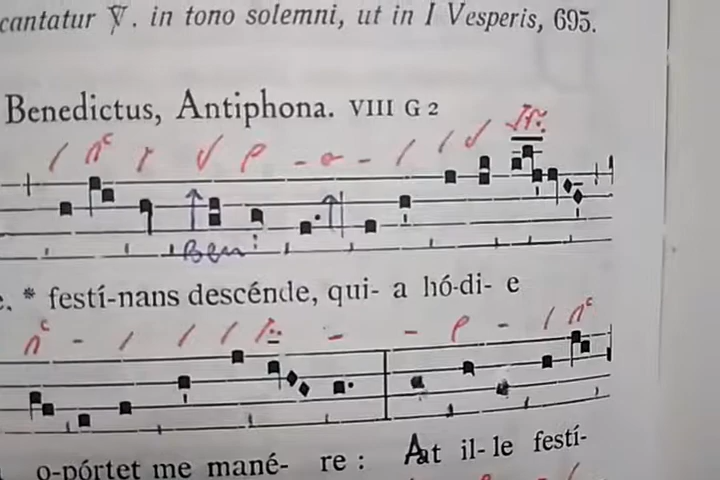 cantatur ℣. in tono solemni, ut in I Vesperis, 695.
Benedictus, Antiphona. VIII G 2
Ben
e. * festí-nans descénde, qui- a hó-di- e
o-pórtet me mané- re : At il- le festí-